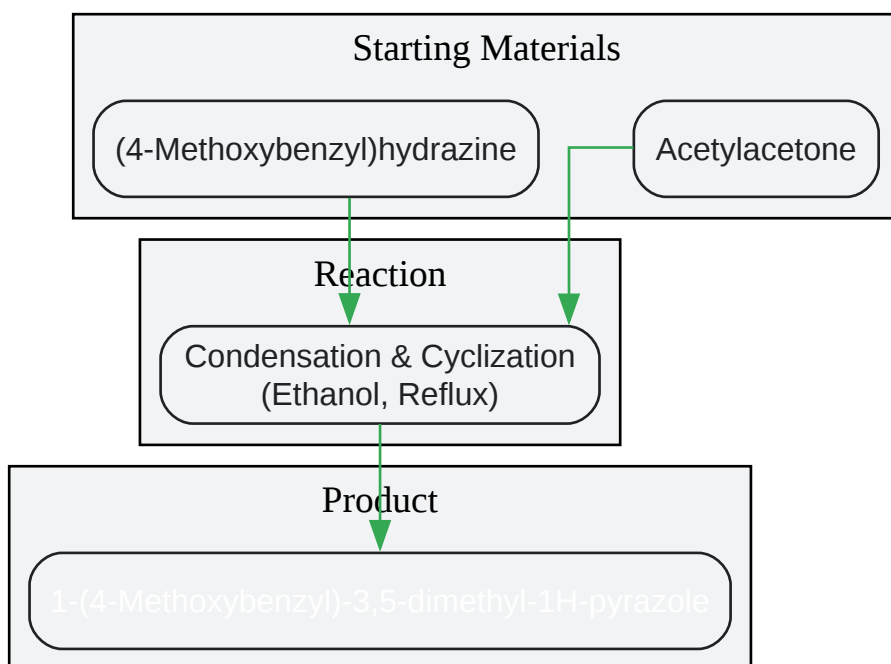 Starting Materials
(4-Methoxybenzyl)hydrazine
Acetylacetone
Reaction
Condensation & Cyclization
(Ethanol, Reflux)
Product
1-(4-Methoxybenzyl)-3,5-dimethyl-1H-pyrazole